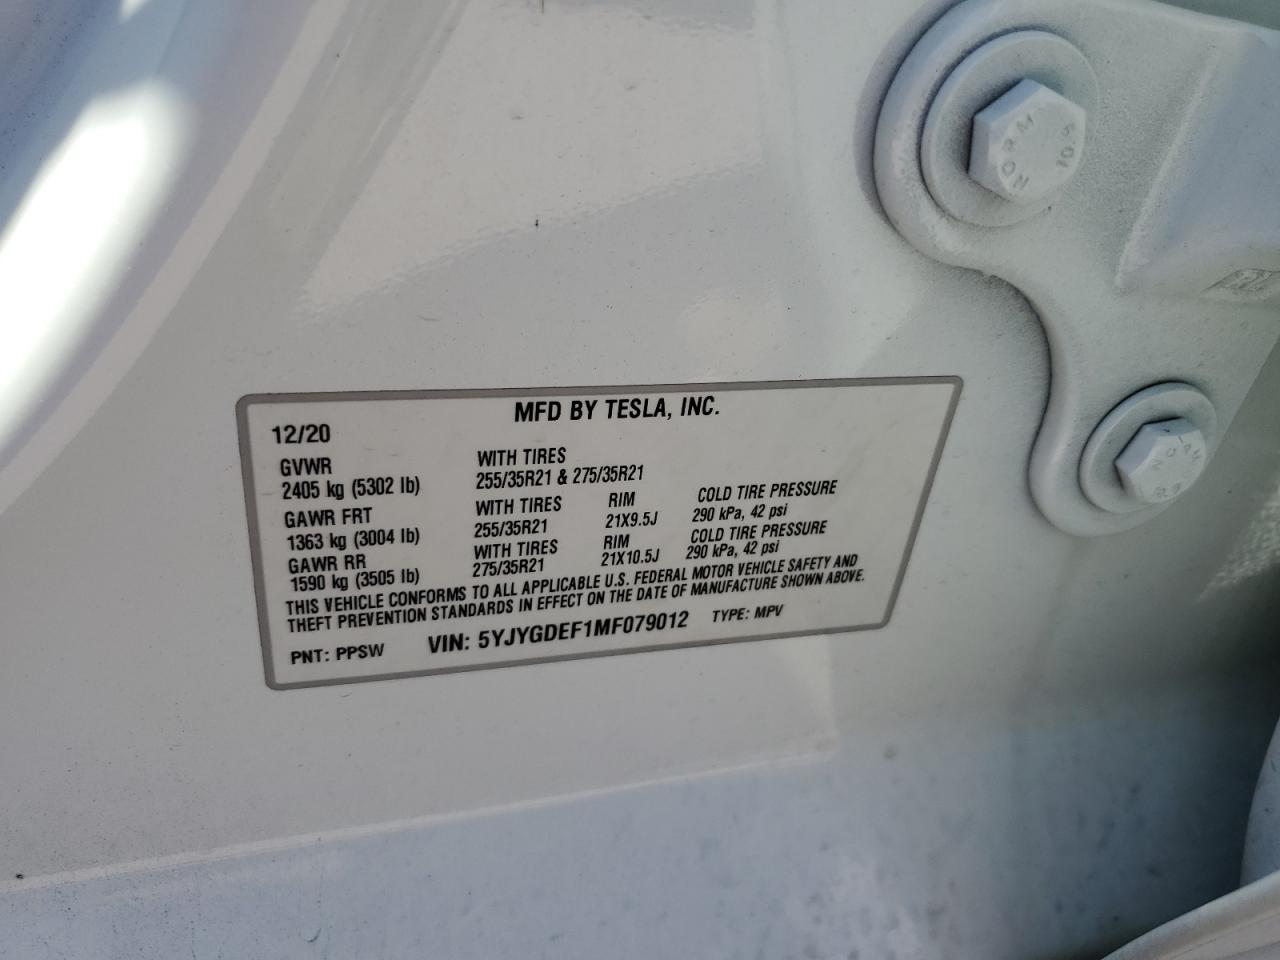 MFD BY TESLA, INC.
12/20
GVWR
2405 kg (5302 lb)
WITH TIRES
255/35R21 & 275/35R21
GAWR FRT
1363 kg (3004 lb)
WITH TIRES
255/35R21
RIM
21X9.5J
COLD TIRE PRESSURE
290 kPa, 42 psi
GAWR RR
1590 kg (3505 lb)
WITH TIRES
275/35R21
RIM
21X10.5J
COLD TIRE PRESSURE
290 kPa, 42 psi
THIS VEHICLE CONFORMS TO ALL APPLICABLE U.S. FEDERAL MOTOR VEHICLE SAFETY AND
THEFT PREVENTION STANDARDS IN EFFECT ON THE DATE OF MANUFACTURE SHOWN ABOVE.
PNT: PPSW VIN: 5YJYGDEF1MF079012 TYPE: MPV
NORM
10.9